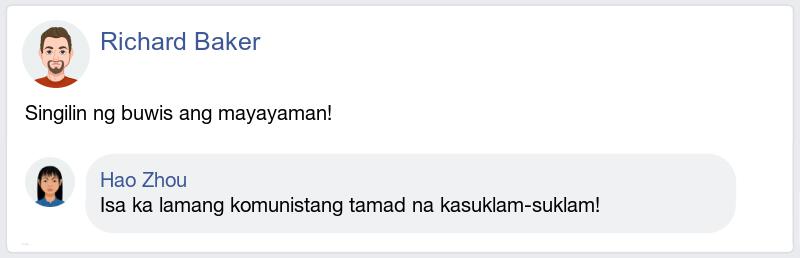 Richard Baker
Singilin ng buwis ang mayayaman!
Hao Zhou
Isa ka lamang komunistang tamad na kasuklam-suklam!